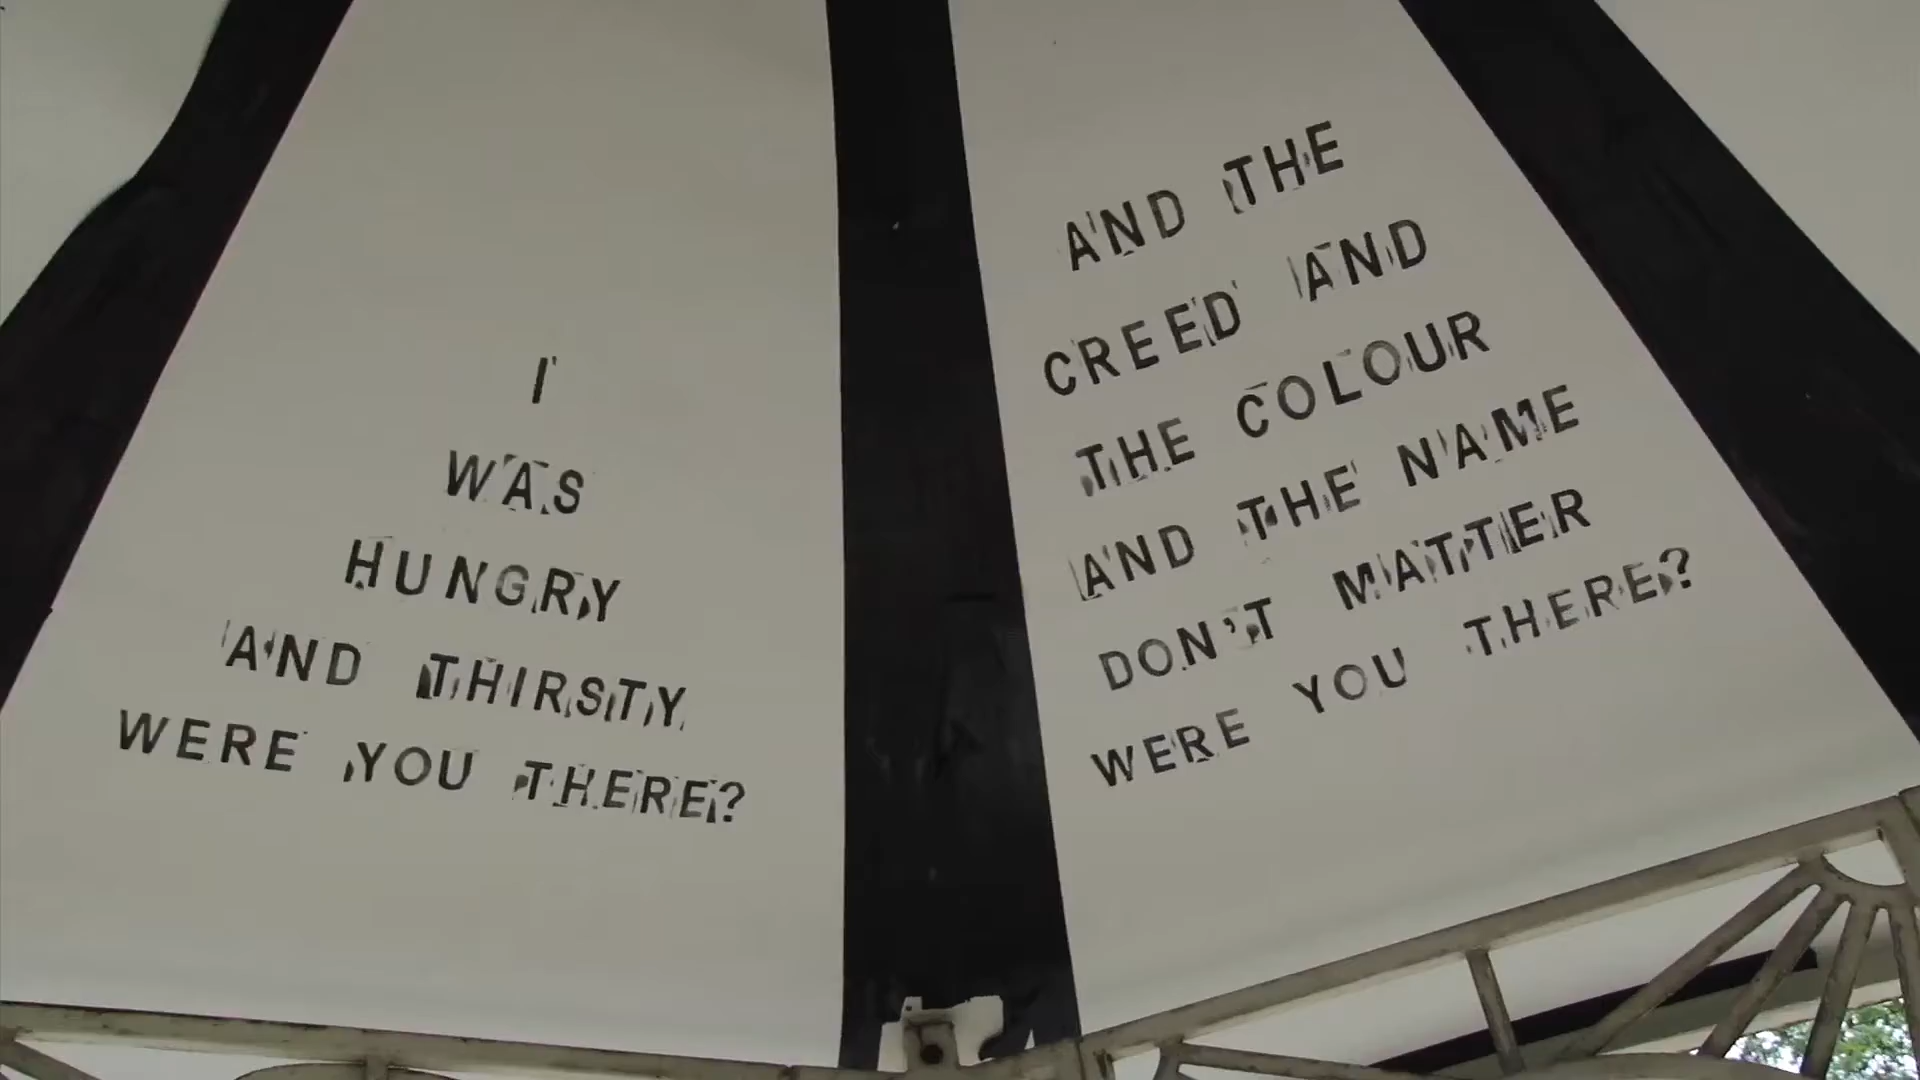 I
WAS
HUNGRY
AND THIRSTY
WERE YOU THERE?
AND THE
CREED AND
THE COLOUR
AND THE NAME
DON'T MATTER
WERE YOU THERE?